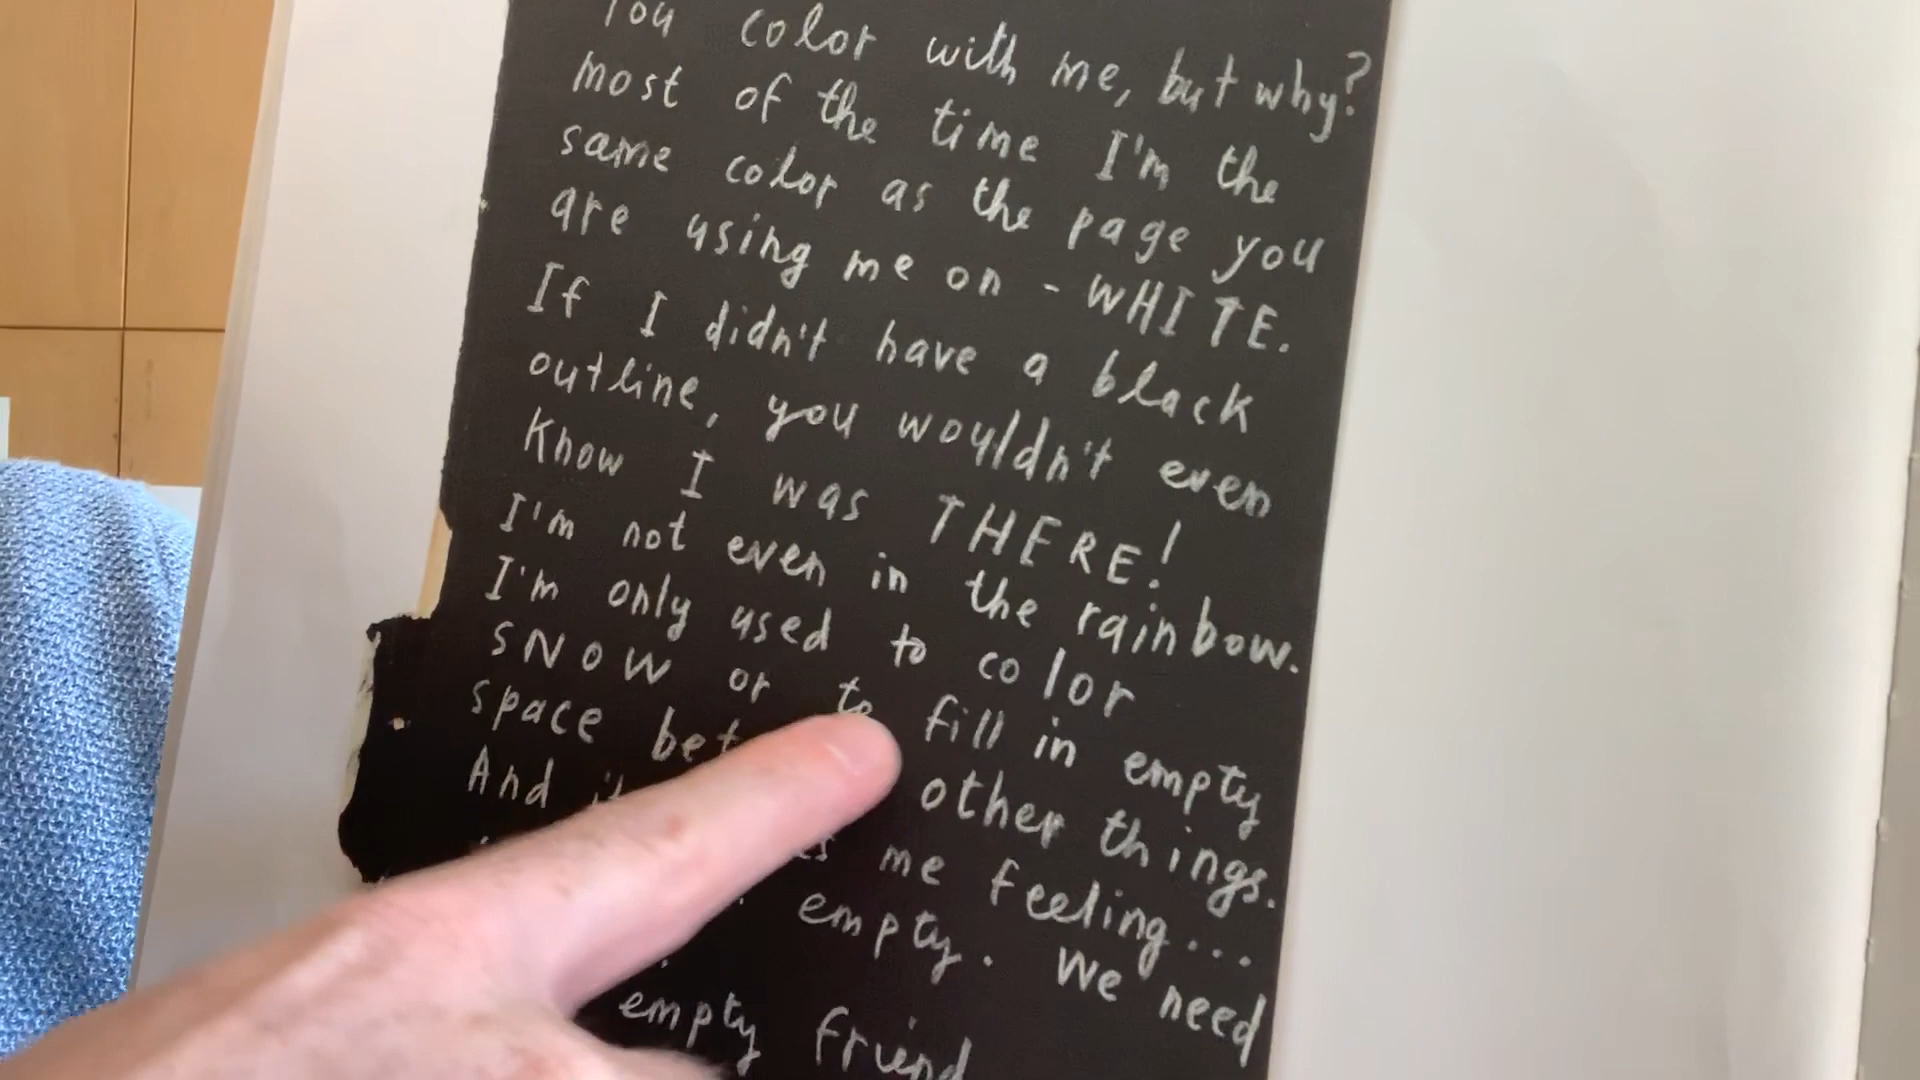 You color with me, but why?
most of the time I'm the
same color as the page you
are using me on - WHITE.
If I didn't have a black
outline, you wouldn't even
know I was THERE!
I'm not even in the rainbow.
I'm only used to color
SNOW or to fill in empty
space other things.
And me feeling...
empty. We need
empty friend